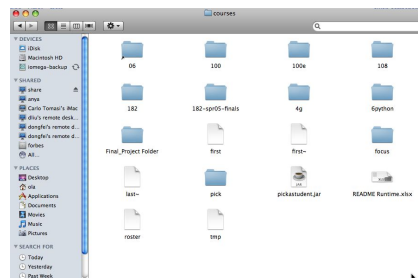 courses
DEVICES
iDisk
Macintosh HD
iomega-backup
SHARED
share
anya
Carlo Tomasi's iMac
dliu's remote desk...
dongfei's remote d...
dongfei's remote d...
forbes
All...
PLACES
Desktop
ola
Applications
Documents
Movies
Music
Pictures
SEARCH FOR
Today
Yesterday
Past Week
06
100
100e
108
182
182-spr05-finals
4g
6python
Final_Project Folder
first
first~
focus
last~
pick
pickastudent.jar
README Runtime.xlsx
roster
tmp